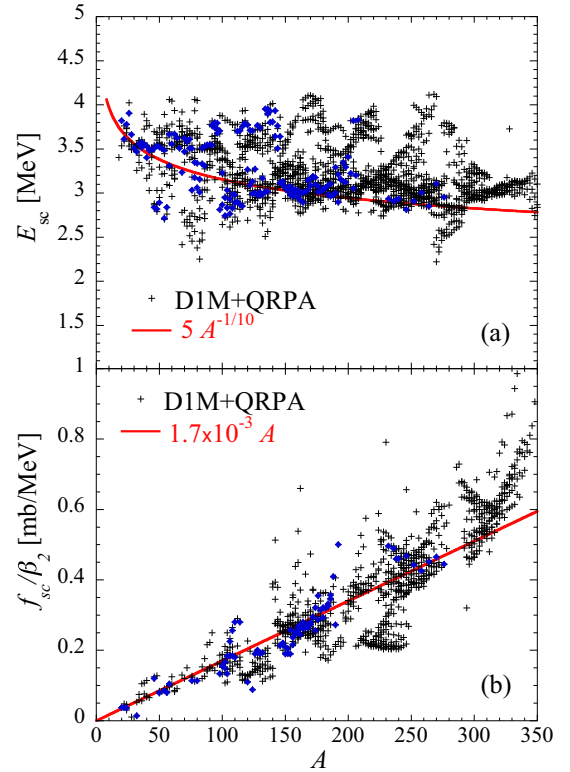 5
4.5
4
3.5
3
2.5
2
1.5
1
E_sc [MeV]
+ D1M+QRPA
5 A^-1/10
(a)
+ D1M+QRPA
1.7x10^-3 A
0.8
0.6
0.4
0.2
0
f_sc/β_2 [mb/MeV]
(b)
0 50 100 150 200 250 300 350
A